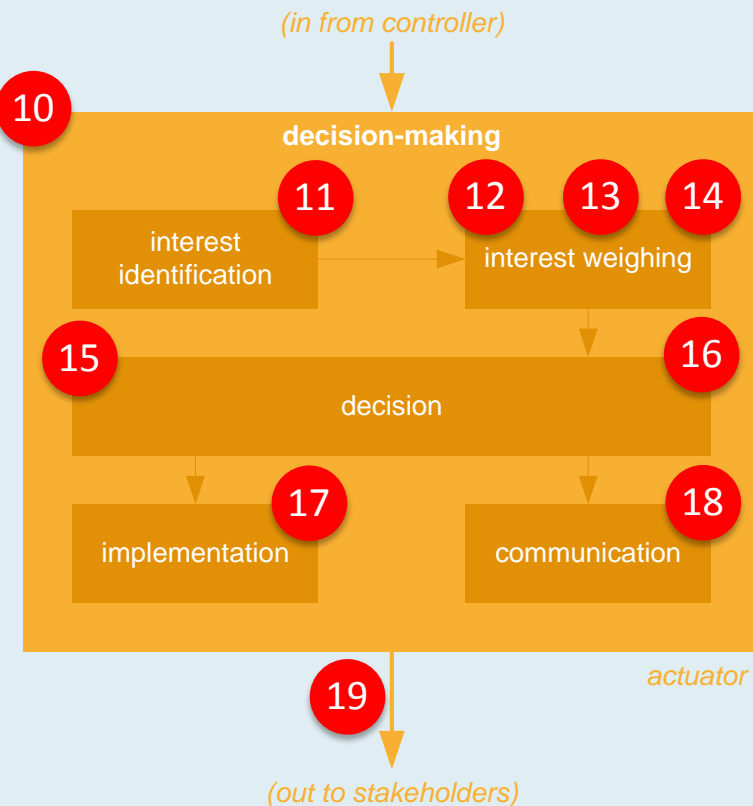 (in from controller)
10
decision-making
11
12
13
14
interest
identification
interest weighing
15
16
decision
17
18
implementation
communication
actuator
19
(out to stakeholders)